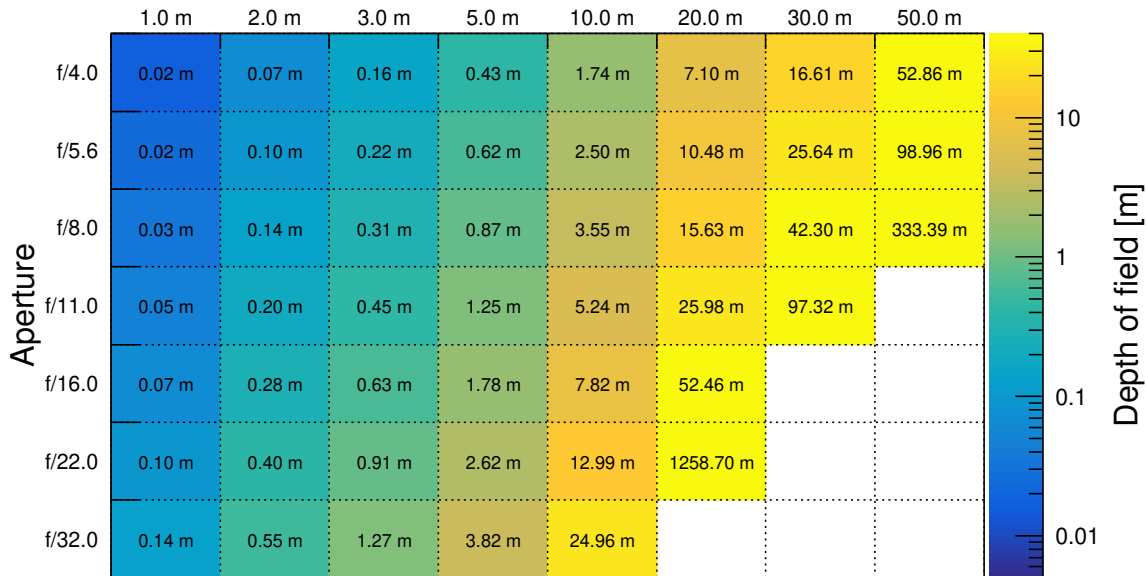 1.0 m 2.0 m 3.0 m 5.0 m 10.0 m 20.0 m 30.0 m 50.0 m
f/4.0 0.02 m 0.07 m 0.16 m 0.43 m 1.74 m 7.10 m 16.61 m 52.86 m
f/5.6 0.02 m 0.10 m 0.22 m 0.62 m 2.50 m 10.48 m 25.64 m 98.96 m
f/8.0 0.03 m 0.14 m 0.31 m 0.87 m 3.55 m 15.63 m 42.30 m 333.39 m
f/11.0 0.05 m 0.20 m 0.45 m 1.25 m 5.24 m 25.98 m 97.32 m
f/16.0 0.07 m 0.28 m 0.63 m 1.78 m 7.82 m 52.46 m
f/22.0 0.10 m 0.40 m 0.91 m 2.62 m 12.99 m 1258.70 m
f/32.0 0.14 m 0.55 m 1.27 m 3.82 m 24.96 m
Aperture
10
1
0.1
0.01
Depth of field [m]